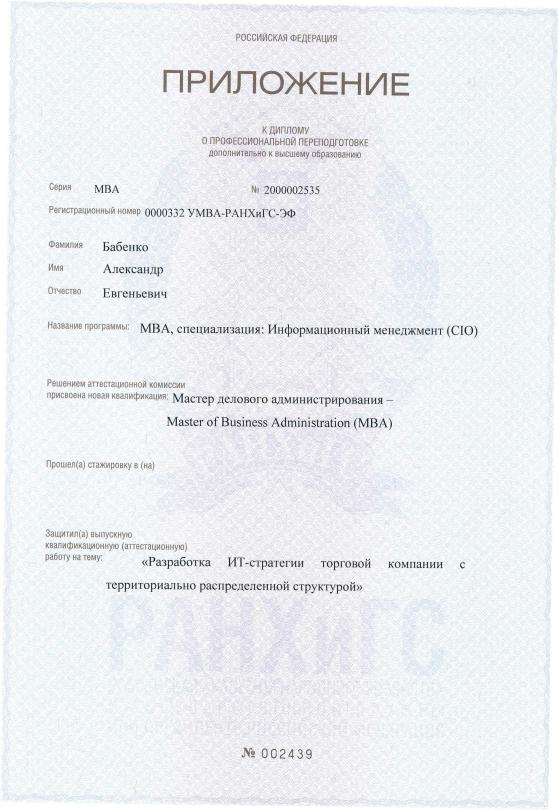 РОССИЙСКАЯ ФЕДЕРАЦИЯ
ПРИЛОЖЕНИЕ
К ДИПЛОМУ
О ПРОФЕССИОНАЛЬНОЙ ПЕРЕПОДГОТОВКЕ
дополнительно к высшему образованию
Серия МВА № 2000002535
Регистрационный номер 0000332 УМВА-РАНХиГС-ЭФ
Фамилия Бабенко
Имя Александр
Отчество Евгеньевич
Название программы: МВА, специализация: Информационный менеджмент (CIO)
Решением аттестационной комиссии
присвоена новая квалификация: Мастер делового администрирования –
Master of Business Administration (MBA)
Прошел(а) стажировку в (на)
Защитил(а) выпускную
квалификационную (аттестационную)
работу на тему: «Разработка ИТ-стратегии торговой компании с
территориально распределенной структурой»
РАНХиГС
№ 002439